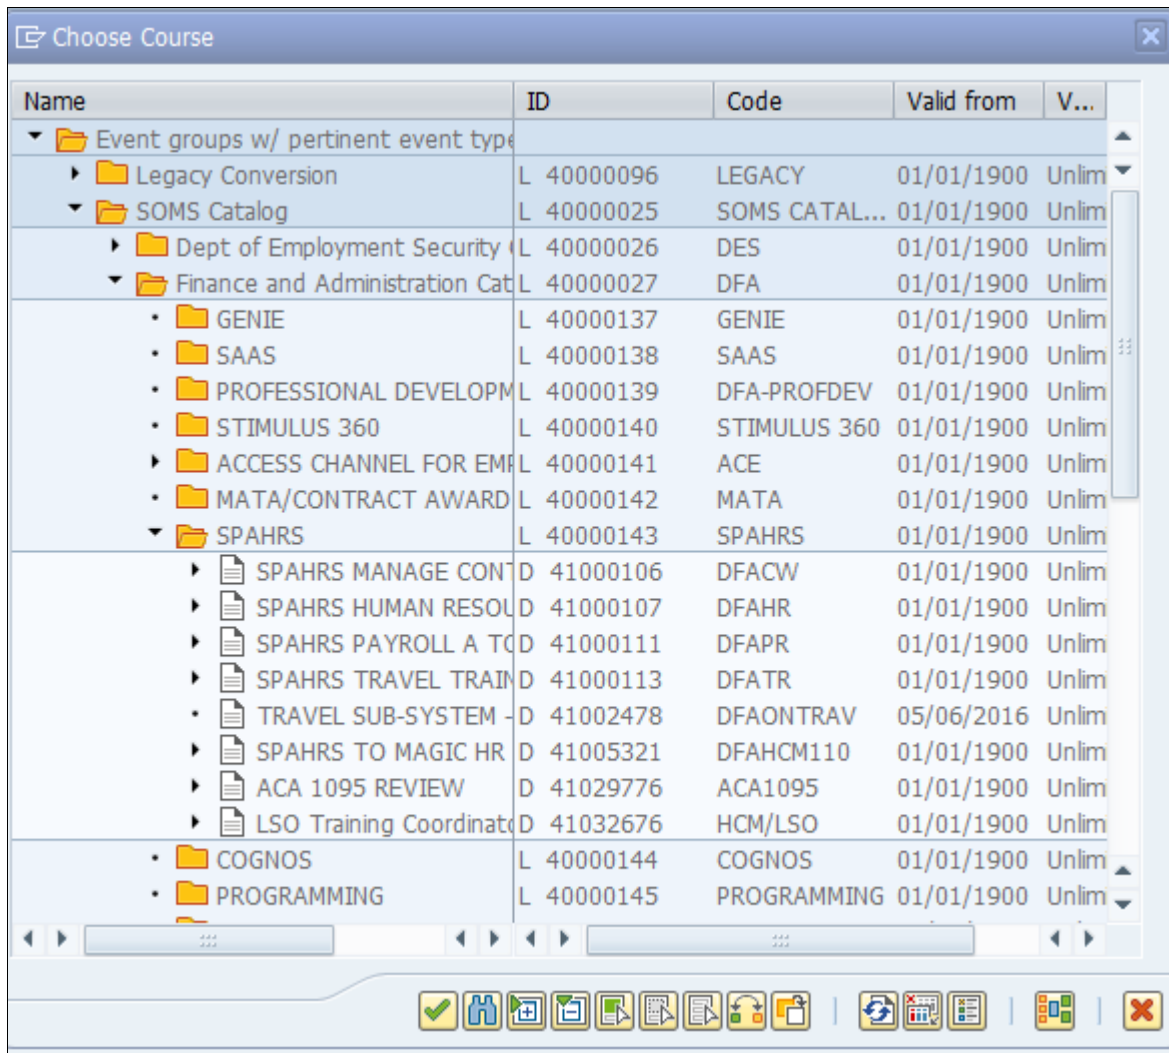 Choose Course
Name ID Code Valid from V...
Event groups w/ pertinent event type
Legacy Conversion L 40000096 LEGACY 01/01/1900 Unlim
SOMS Catalog L 40000025 SOMS CATAL... 01/01/1900 Unlim
Dept of Employment Security L 40000026 DES 01/01/1900 Unlim
Finance and Administration Cat L 40000027 DFA 01/01/1900 Unlim
GENIE L 40000137 GENIE 01/01/1900 Unlim
SAAS L 40000138 SAAS 01/01/1900 Unlim
PROFESSIONAL DEVELOPM L 40000139 DFA-PROFDEV 01/01/1900 Unlim
STIMULUS 360 L 40000140 STIMULUS 360 01/01/1900 Unlim
ACCESS CHANNEL FOR EMP L 40000141 ACE 01/01/1900 Unlim
MATA/CONTRACT AWARD L 40000142 MATA 01/01/1900 Unlim
SPAHRS L 40000143 SPAHRS 01/01/1900 Unlim
SPAHRS MANAGE CONT D 41000106 DFACW 01/01/1900 Unlim
SPAHRS HUMAN RESOU D 41000107 DFAHR 01/01/1900 Unlim
SPAHRS PAYROLL A TO D 41000111 DFAPR 01/01/1900 Unlim
SPAHRS TRAVEL TRAIN D 41000113 DFATR 01/01/1900 Unlim
TRAVEL SUB-SYSTEM - D 41002478 DFAONTRAV 05/06/2016 Unlim
SPAHRS TO MAGIC HR D 41005321 DFAHCM110 01/01/1900 Unlim
ACA 1095 REVIEW D 41029776 ACA1095 01/01/1900 Unlim
LSO Training Coordinato D 41032676 HCM/LSO 01/01/1900 Unlim
COGNOS L 40000144 COGNOS 01/01/1900 Unlim
PROGRAMMING L 40000145 PROGRAMMING 01/01/1900 Unlim